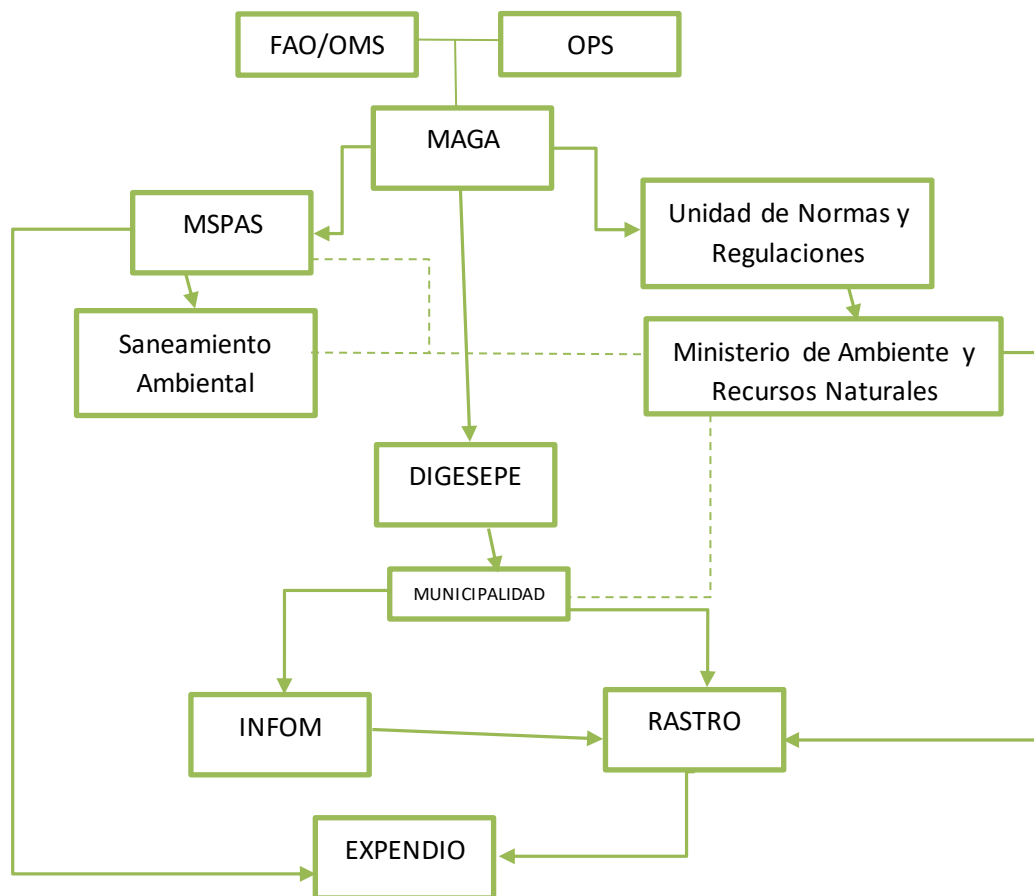 FAO/OMS
OPS
MAGA
MSPAS
Unidad de Normas y
Regulaciones
Saneamiento
Ambiental
Ministerio de Ambiente y
Recursos Naturales
DIGESEPE
MUNICIPALIDAD
INFOM
RASTRO
EXPENDIO